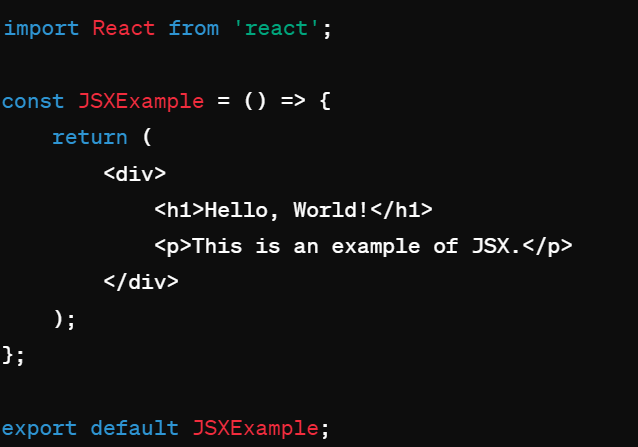 import React from 'react';
const JSXExample = () => {
return (
<div>
<h1>Hello, World!</h1>
<p>This is an example of JSX.</p>
</div>
);
};
export default JSXExample;